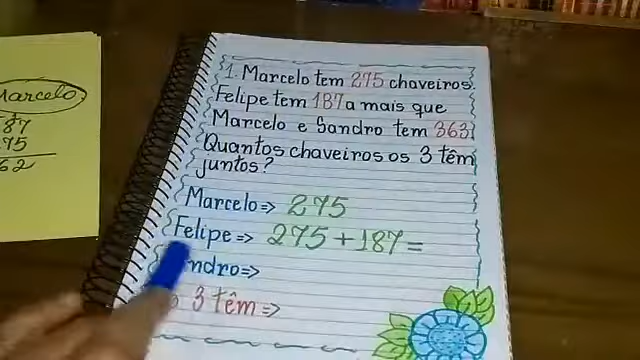 Marcelo
187
75
62
1. Marcelo tem 275 chaveiros.
Felipe tem 187 a mais que
Marcelo e Sandro tem 363.
Quantos chaveiros os 3 têm
juntos?
Marcelo => 275
Felipe => 275 + 187 =
ndro =>
3 têm =>